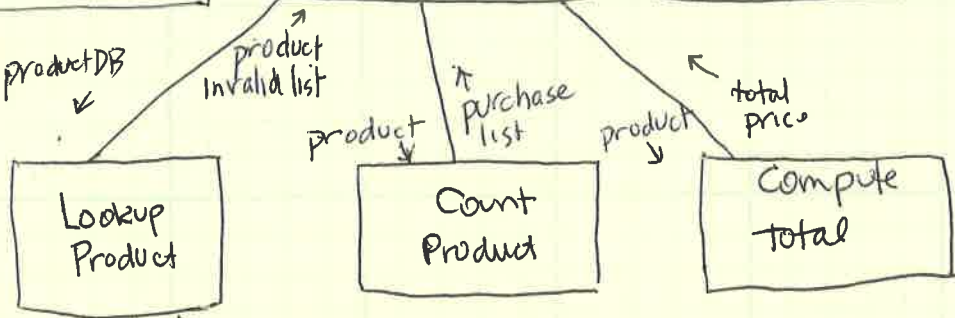 productDB
product
Invalid list
product
purchase
list
product
total
price
Lookup
Product
Count
Product
Compute
total